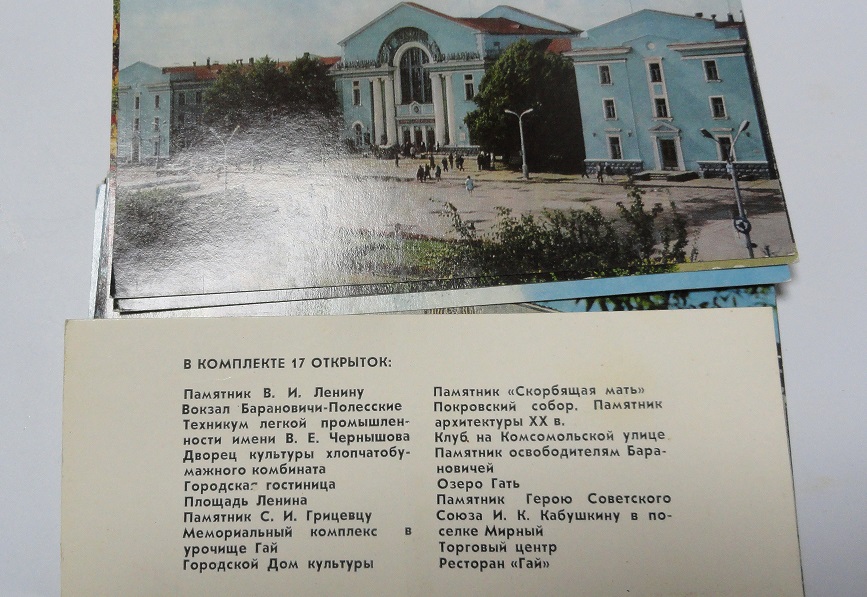 В КОМПЛЕКТЕ 17 ОТКРЫТОК:
Памятник В. И. Ленину
Вокзал Барановичи-Полесские
Техникум легкой промышлен-
ности имени В. Е. Чернышова
Дворец культуры хлопчатобу-
мажного комбината
Городская гостиница
Площадь Ленина
Памятник С. И. Грицевцу
Мемориальный комплекс в
урочище Гай
Городской Дом культуры
Памятник «Скорбящая мать»
Покровский собор. Памятник
архитектуры XX в.
Клуб на Комсомольской улице
Памятник освободителям Бара-
новичей
Озеро Гать
Памятник Герою Советского
Союза И. К. Кабушкину в по-
селке Мирный
Торговый центр
Ресторан «Гай»